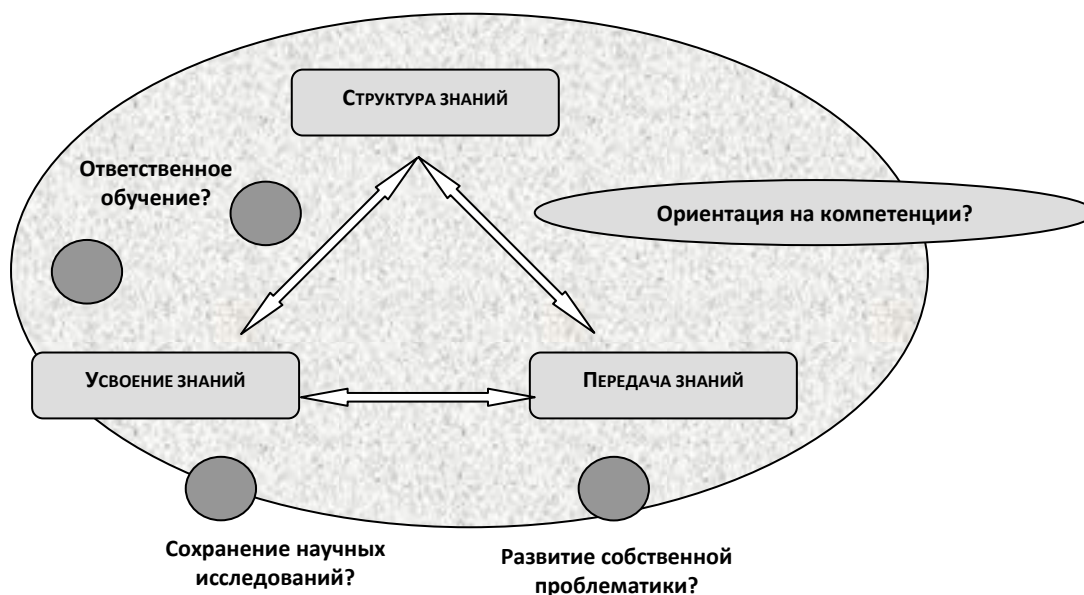 СТРУКТУРА ЗНАНИЙ
Ответственное
обучение?
Ориентация на компетенции?
УСВОЕНИЕ ЗНАНИЙ
ПЕРЕДАЧА ЗНАНИЙ
Сохранение научных
исследований?
Развитие собственной
проблематики?